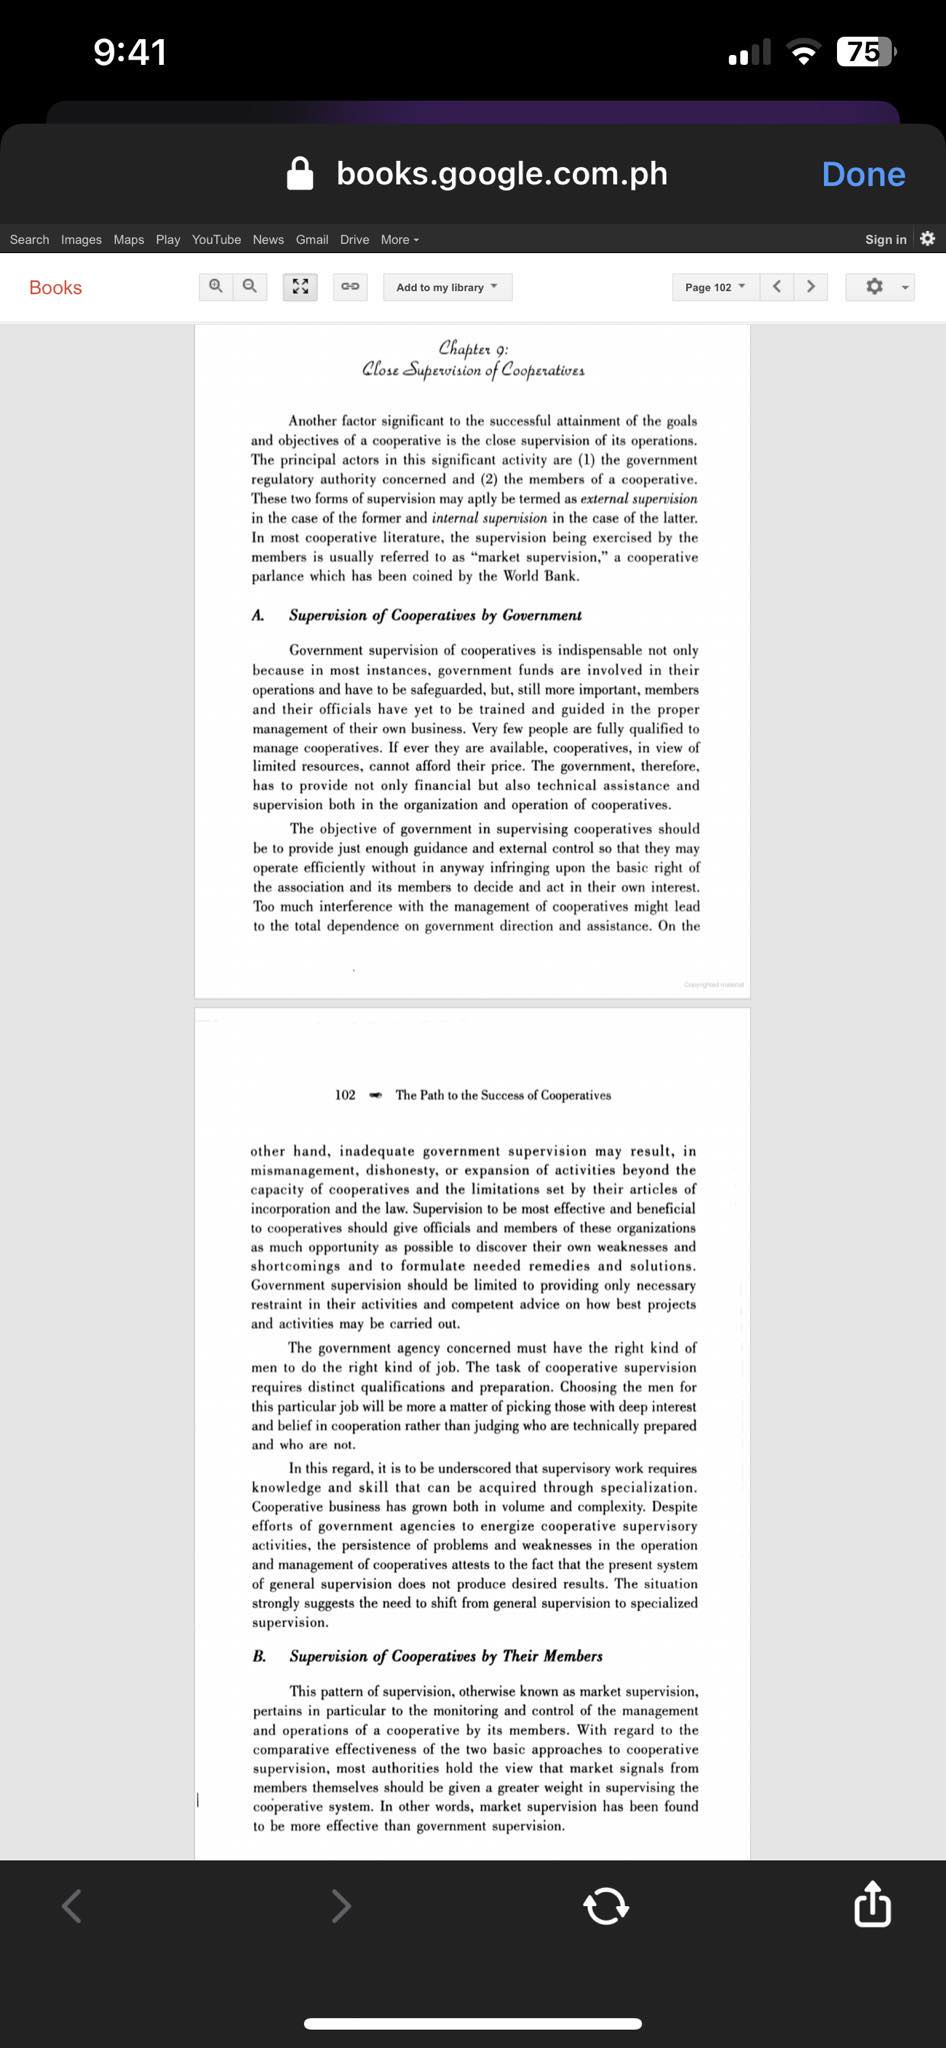 9:41
75
books.google.com.ph
Done
Search Images Maps Play YouTube News Gmail Drive More
Sign in
Books
Add to my library
Page 102
Chapter 9:
Close Supervision of Cooperatives
Another factor significant to the successful attainment of the goals
and objectives of a cooperative is the close supervision of its operations.
The principal actors in this significant activity are (1) the government
regulatory authority concerned and (2) the members of a cooperative.
These two forms of supervision may aptly be termed as external supervision
in the case of the former and internal supervision in the case of the latter.
In most cooperative literature, the supervision being exercised by the
members is usually referred to as “market supervision,” a cooperative
parlance which has been coined by the World Bank.
A. Supervision of Cooperatives by Government
Government supervision of cooperatives is indispensable not only
because in most instances, government funds are involved in their
operations and have to be safeguarded, but, still more important, members
and their officials have yet to be trained and guided in the proper
management of their own business. Very few people are fully qualified to
manage cooperatives. If ever they are available, cooperatives, in view of
limited resources, cannot afford their price. The government, therefore,
has to provide not only financial but also technical assistance and
supervision both in the organization and operation of cooperatives.
The objective of government in supervising cooperatives should
be to provide just enough guidance and external control so that they may
operate efficiently without in anyway infringing upon the basic right of
the association and its members to decide and act in their own interest.
Too much interference with the management of cooperatives might lead
to the total dependence on government direction and assistance. On the
Copyrighted material
102 The Path to the Success of Cooperatives
other hand, inadequate government supervision may result, in
mismanagement, dishonesty, or expansion of activities beyond the
capacity of cooperatives and the limitations set by their articles of
incorporation and the law. Supervision to be most effective and beneficial
to cooperatives should give officials and members of these organizations
as much opportunity as possible to discover their own weaknesses and
shortcomings and to formulate needed remedies and solutions.
Government supervision should be limited to providing only necessary
restraint in their activities and competent advice on how best projects
and activities may be carried out.
The government agency concerned must have the right kind of
men to do the right kind of job. The task of cooperative supervision
requires distinct qualifications and preparation. Choosing the men for
this particular job will be more a matter of picking those with deep interest
and belief in cooperation rather than judging who are technically prepared
and who are not.
In this regard, it is to be underscored that supervisory work requires
knowledge and skill that can be acquired through specialization.
Cooperative business has grown both in volume and complexity. Despite
efforts of government agencies to energize cooperative supervisory
activities, the persistence of problems and weaknesses in the operation
and management of cooperatives attests to the fact that the present system
of general supervision does not produce desired results. The situation
strongly suggests the need to shift from general supervision to specialized
supervision.
B. Supervision of Cooperatives by Their Members
This pattern of supervision, otherwise known as market supervision,
pertains in particular to the monitoring and control of the management
and operations of a cooperative by its members. With regard to the
comparative effectiveness of the two basic approaches to cooperative
supervision, most authorities hold the view that market signals from
members themselves should be given a greater weight in supervising the
cooperative system. In other words, market supervision has been found
to be more effective than government supervision.